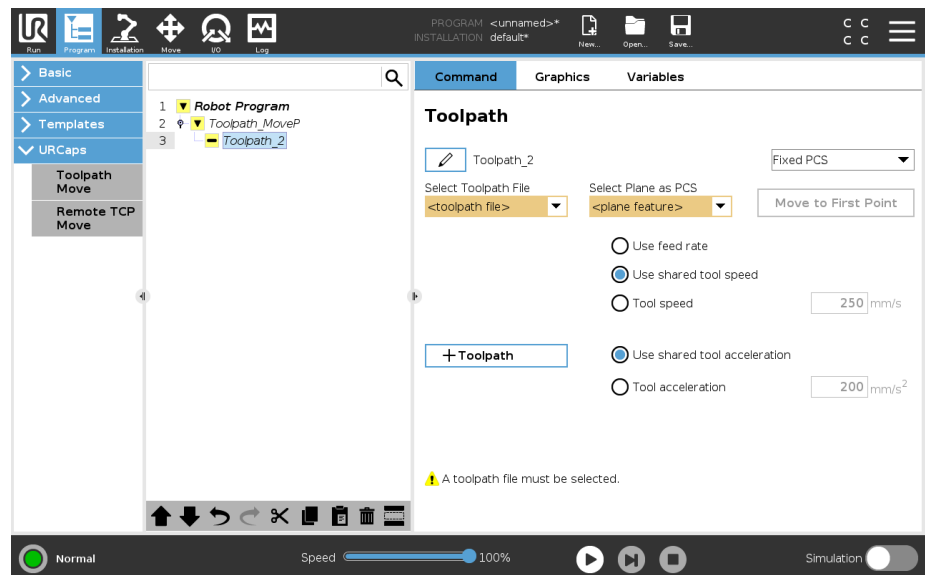 PROGRAM <unnamed>*
INSTALLATION default*
Run Program Installation Move I/O Log New... Open... Save... C C
C C
Basic
Advanced
Templates
URCaps
Toolpath
Move
Remote TCP
Move
1 Robot Program
2 Toolpath_MoveP
3 Toolpath_2
Command Graphics Variables
Toolpath
Toolpath_2 Fixed PCS
Select Toolpath File Select Plane as PCS
<toolpath file> <plane feature> Move to First Point
Use feed rate
Use shared tool speed
Tool speed 250 mm/s
+Toolpath Use shared tool acceleration
Tool acceleration 200 mm/s²
A toolpath file must be selected.
Normal Speed 100% Simulation